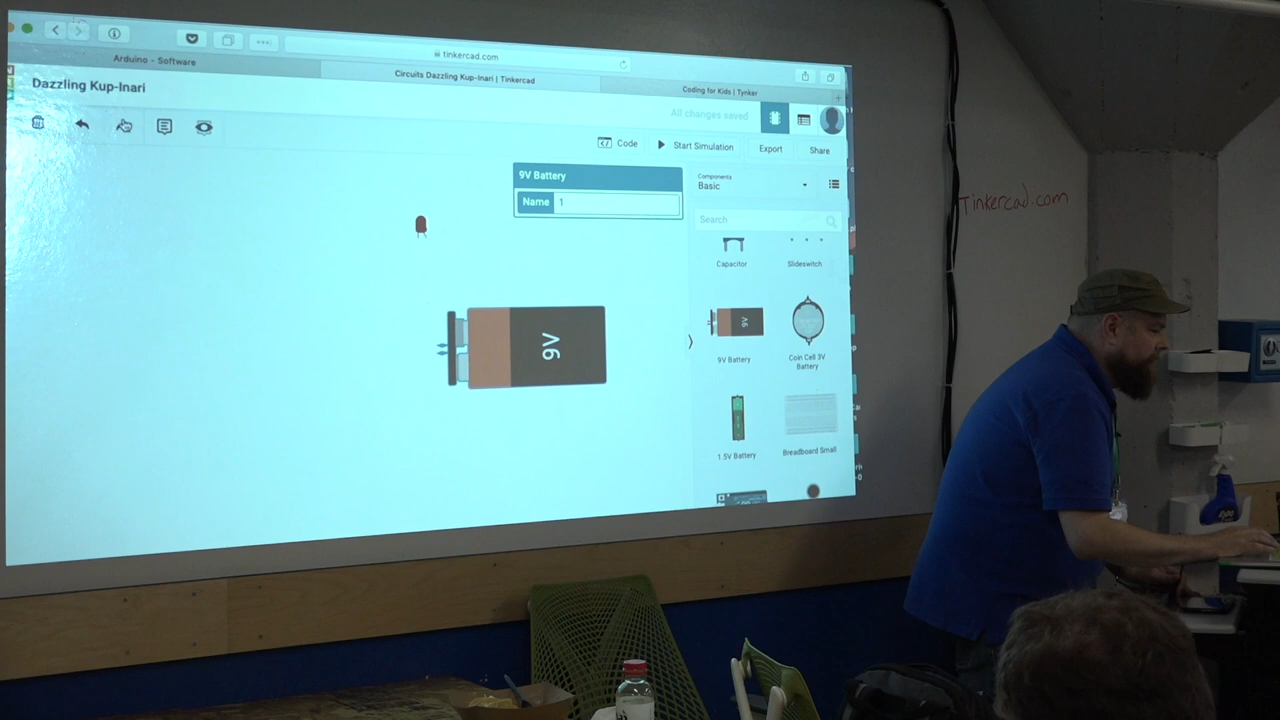 tinkercad.com
Arduino - Software
Circuits Dazzling Kup-Inari | Tinkercad
Coding for Kids | Tynker
Dazzling Kup-Inari
All changes saved
Code
Start Simulation
Export
Share
9V Battery
Name 1
Components
Basic
Search
Capacitor
Slideswitch
9V
9V
9V Battery
Coin Cell 3V
Battery
1.5V Battery
Breadboard Small
Tinkercad.com